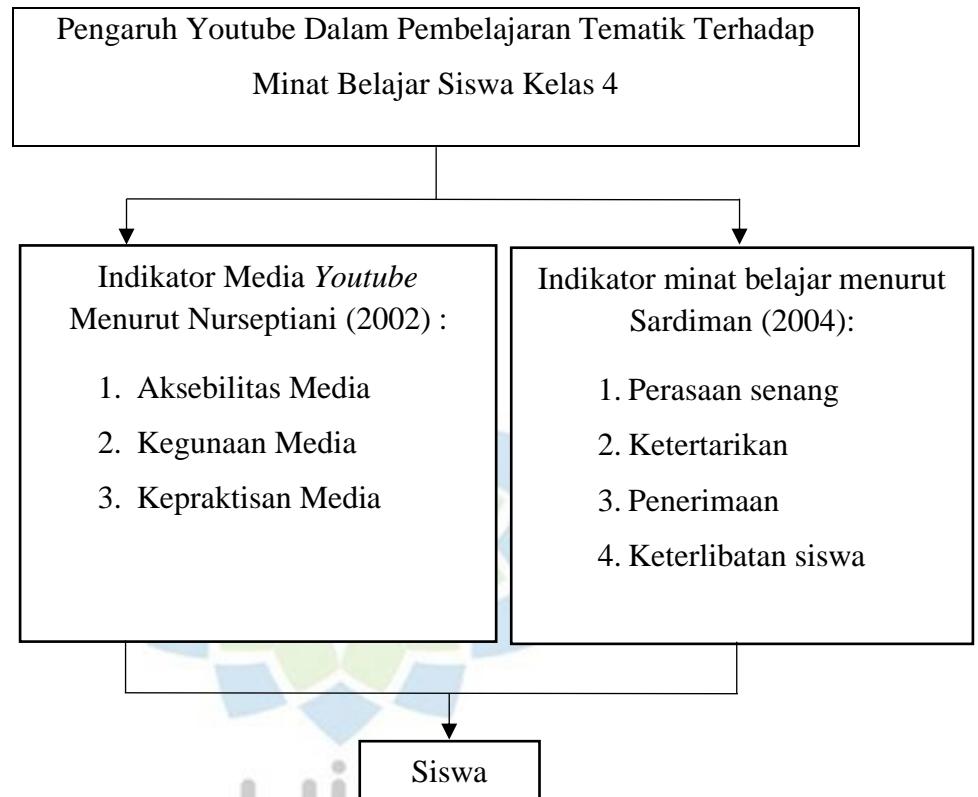 Pengaruh Youtube Dalam Pembelajaran Tematik Terhadap
Minat Belajar Siswa Kelas 4
Indikator Media Youtube
Menurut Nurseptiani (2002) :
1. Aksebilitas Media
2. Kegunaan Media
3. Kepraktisan Media
Indikator minat belajar menurut
Sardiman (2004):
1. Perasaan senang
2. Ketertarikan
3. Penerimaan
4. Keterlibatan siswa
Siswa